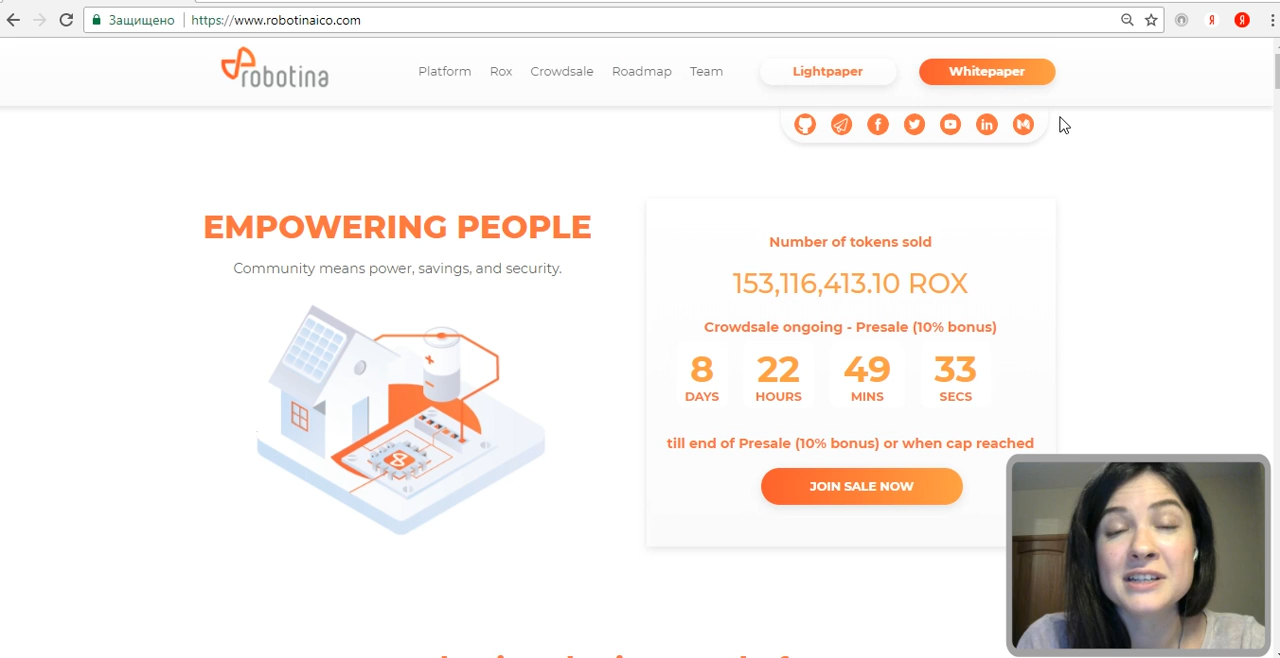 Защищено https://www.robotinaico.com
robotina
Platform Rox Crowdsale Roadmap Team Lightpaper Whitepaper
EMPOWERING PEOPLE
Community means power, savings, and security.
Number of tokens sold
153,116,413.10 ROX
Crowdsale ongoing - Presale (10% bonus)
8 22 49 33
DAYS HOURS MINS SECS
till end of Presale (10% bonus) or when cap reached
JOIN SALE NOW